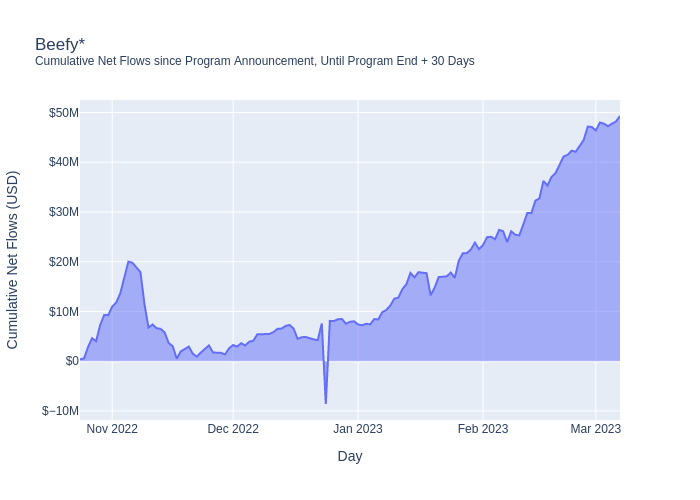 Beefy*
Cumulative Net Flows since Program Announcement, Until Program End + 30 Days
Cumulative Net Flows (USD)
$50M
$40M
$30M
$20M
$10M
$0
$−10M
Nov 2022
Dec 2022
Jan 2023
Feb 2023
Mar 2023
Day